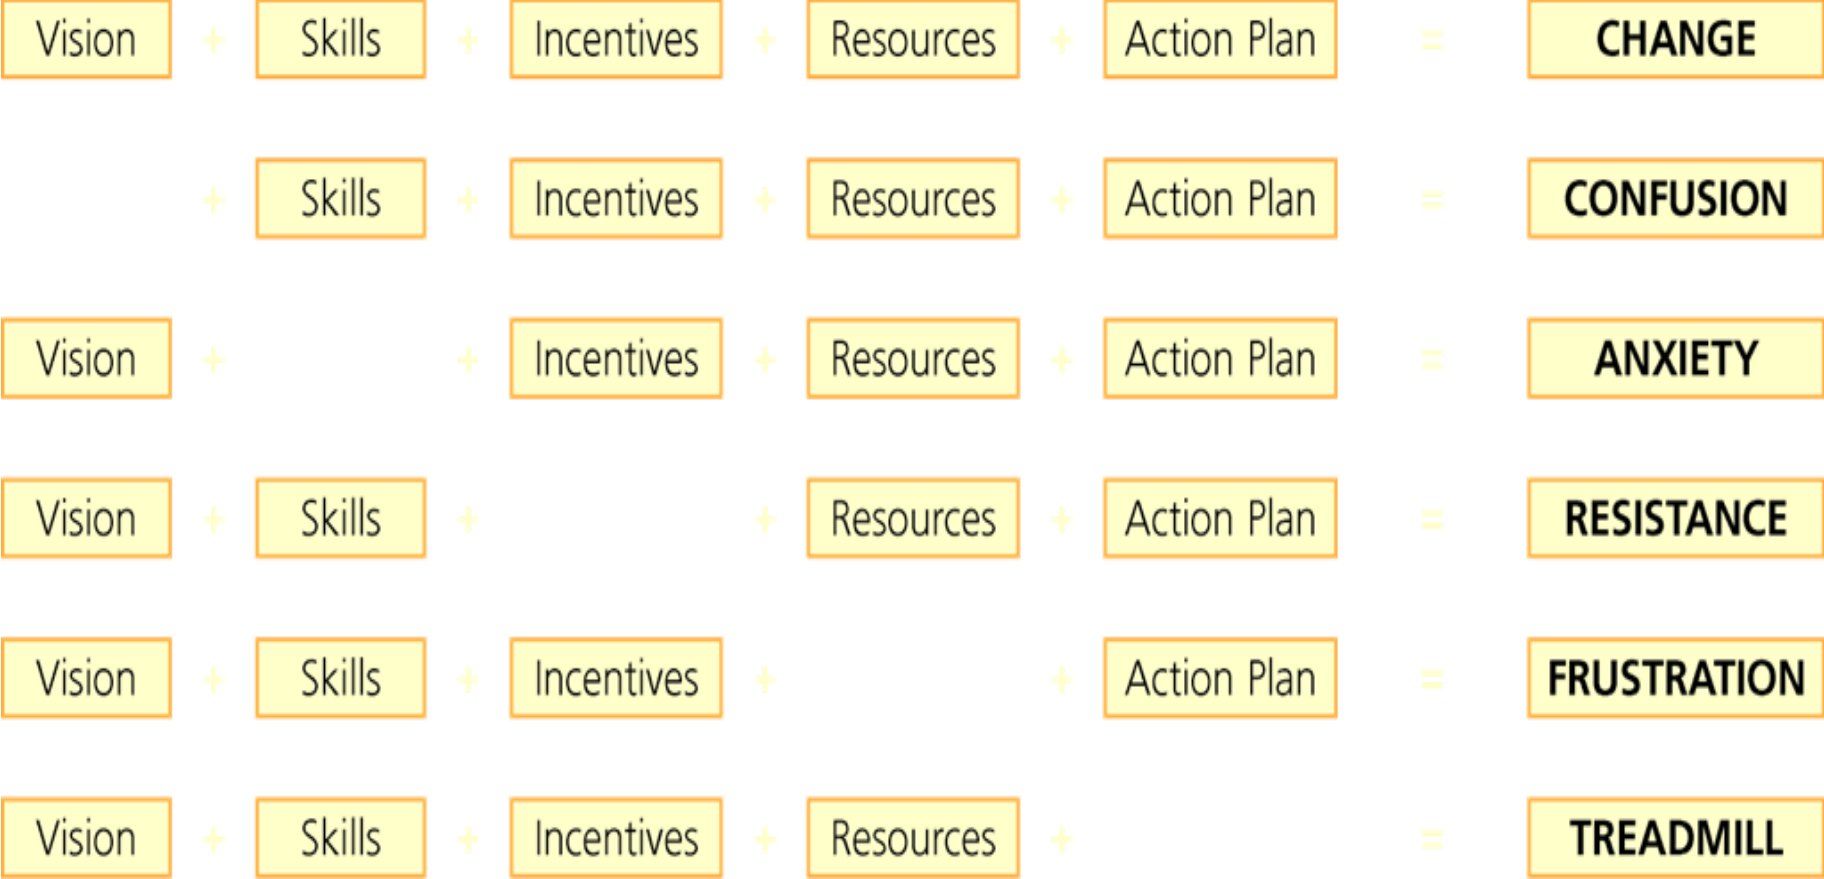 Vision + Skills + Incentives + Resources + Action Plan = CHANGE
+ Skills + Incentives + Resources + Action Plan = CONFUSION
Vision + + Incentives + Resources + Action Plan = ANXIETY
Vision + Skills + + Resources + Action Plan = RESISTANCE
Vision + Skills + Incentives + + Action Plan = FRUSTRATION
Vision + Skills + Incentives + Resources + = TREADMILL